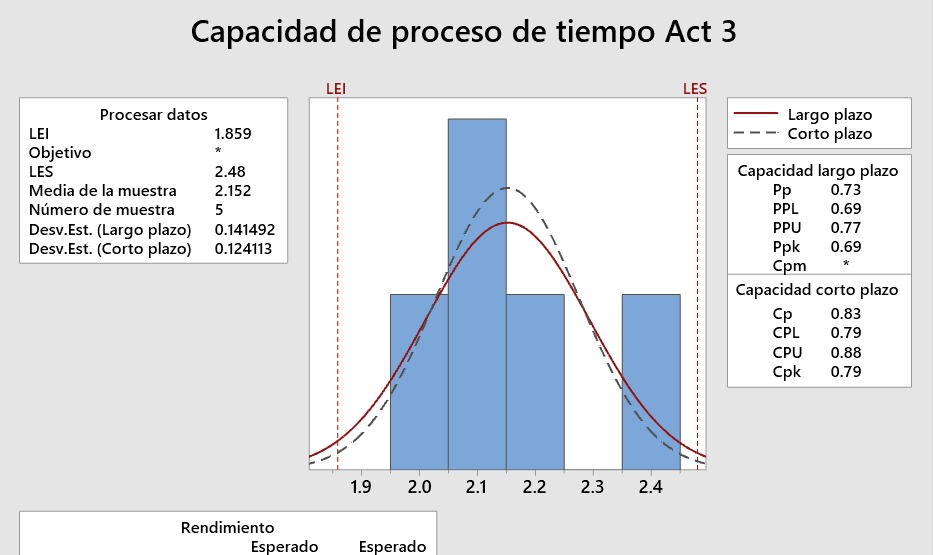 Capacidad de proceso de tiempo Act 3
LEI LES
Procesar datos
LEI 1.859
Objetivo *
LES 2.48
Media de la muestra 2.152
Número de muestra 5
Desv.Est. (Largo plazo) 0.141492
Desv.Est. (Corto plazo) 0.124113
Largo plazo
Corto plazo
Capacidad largo plazo
Pp 0.73
PPL 0.69
PPU 0.77
Ppk 0.69
Cpm *
Capacidad corto plazo
Cp 0.83
CPL 0.79
CPU 0.88
Cpk 0.79
1.9 2.0 2.1 2.2 2.3 2.4
Rendimiento
Esperado Esperado